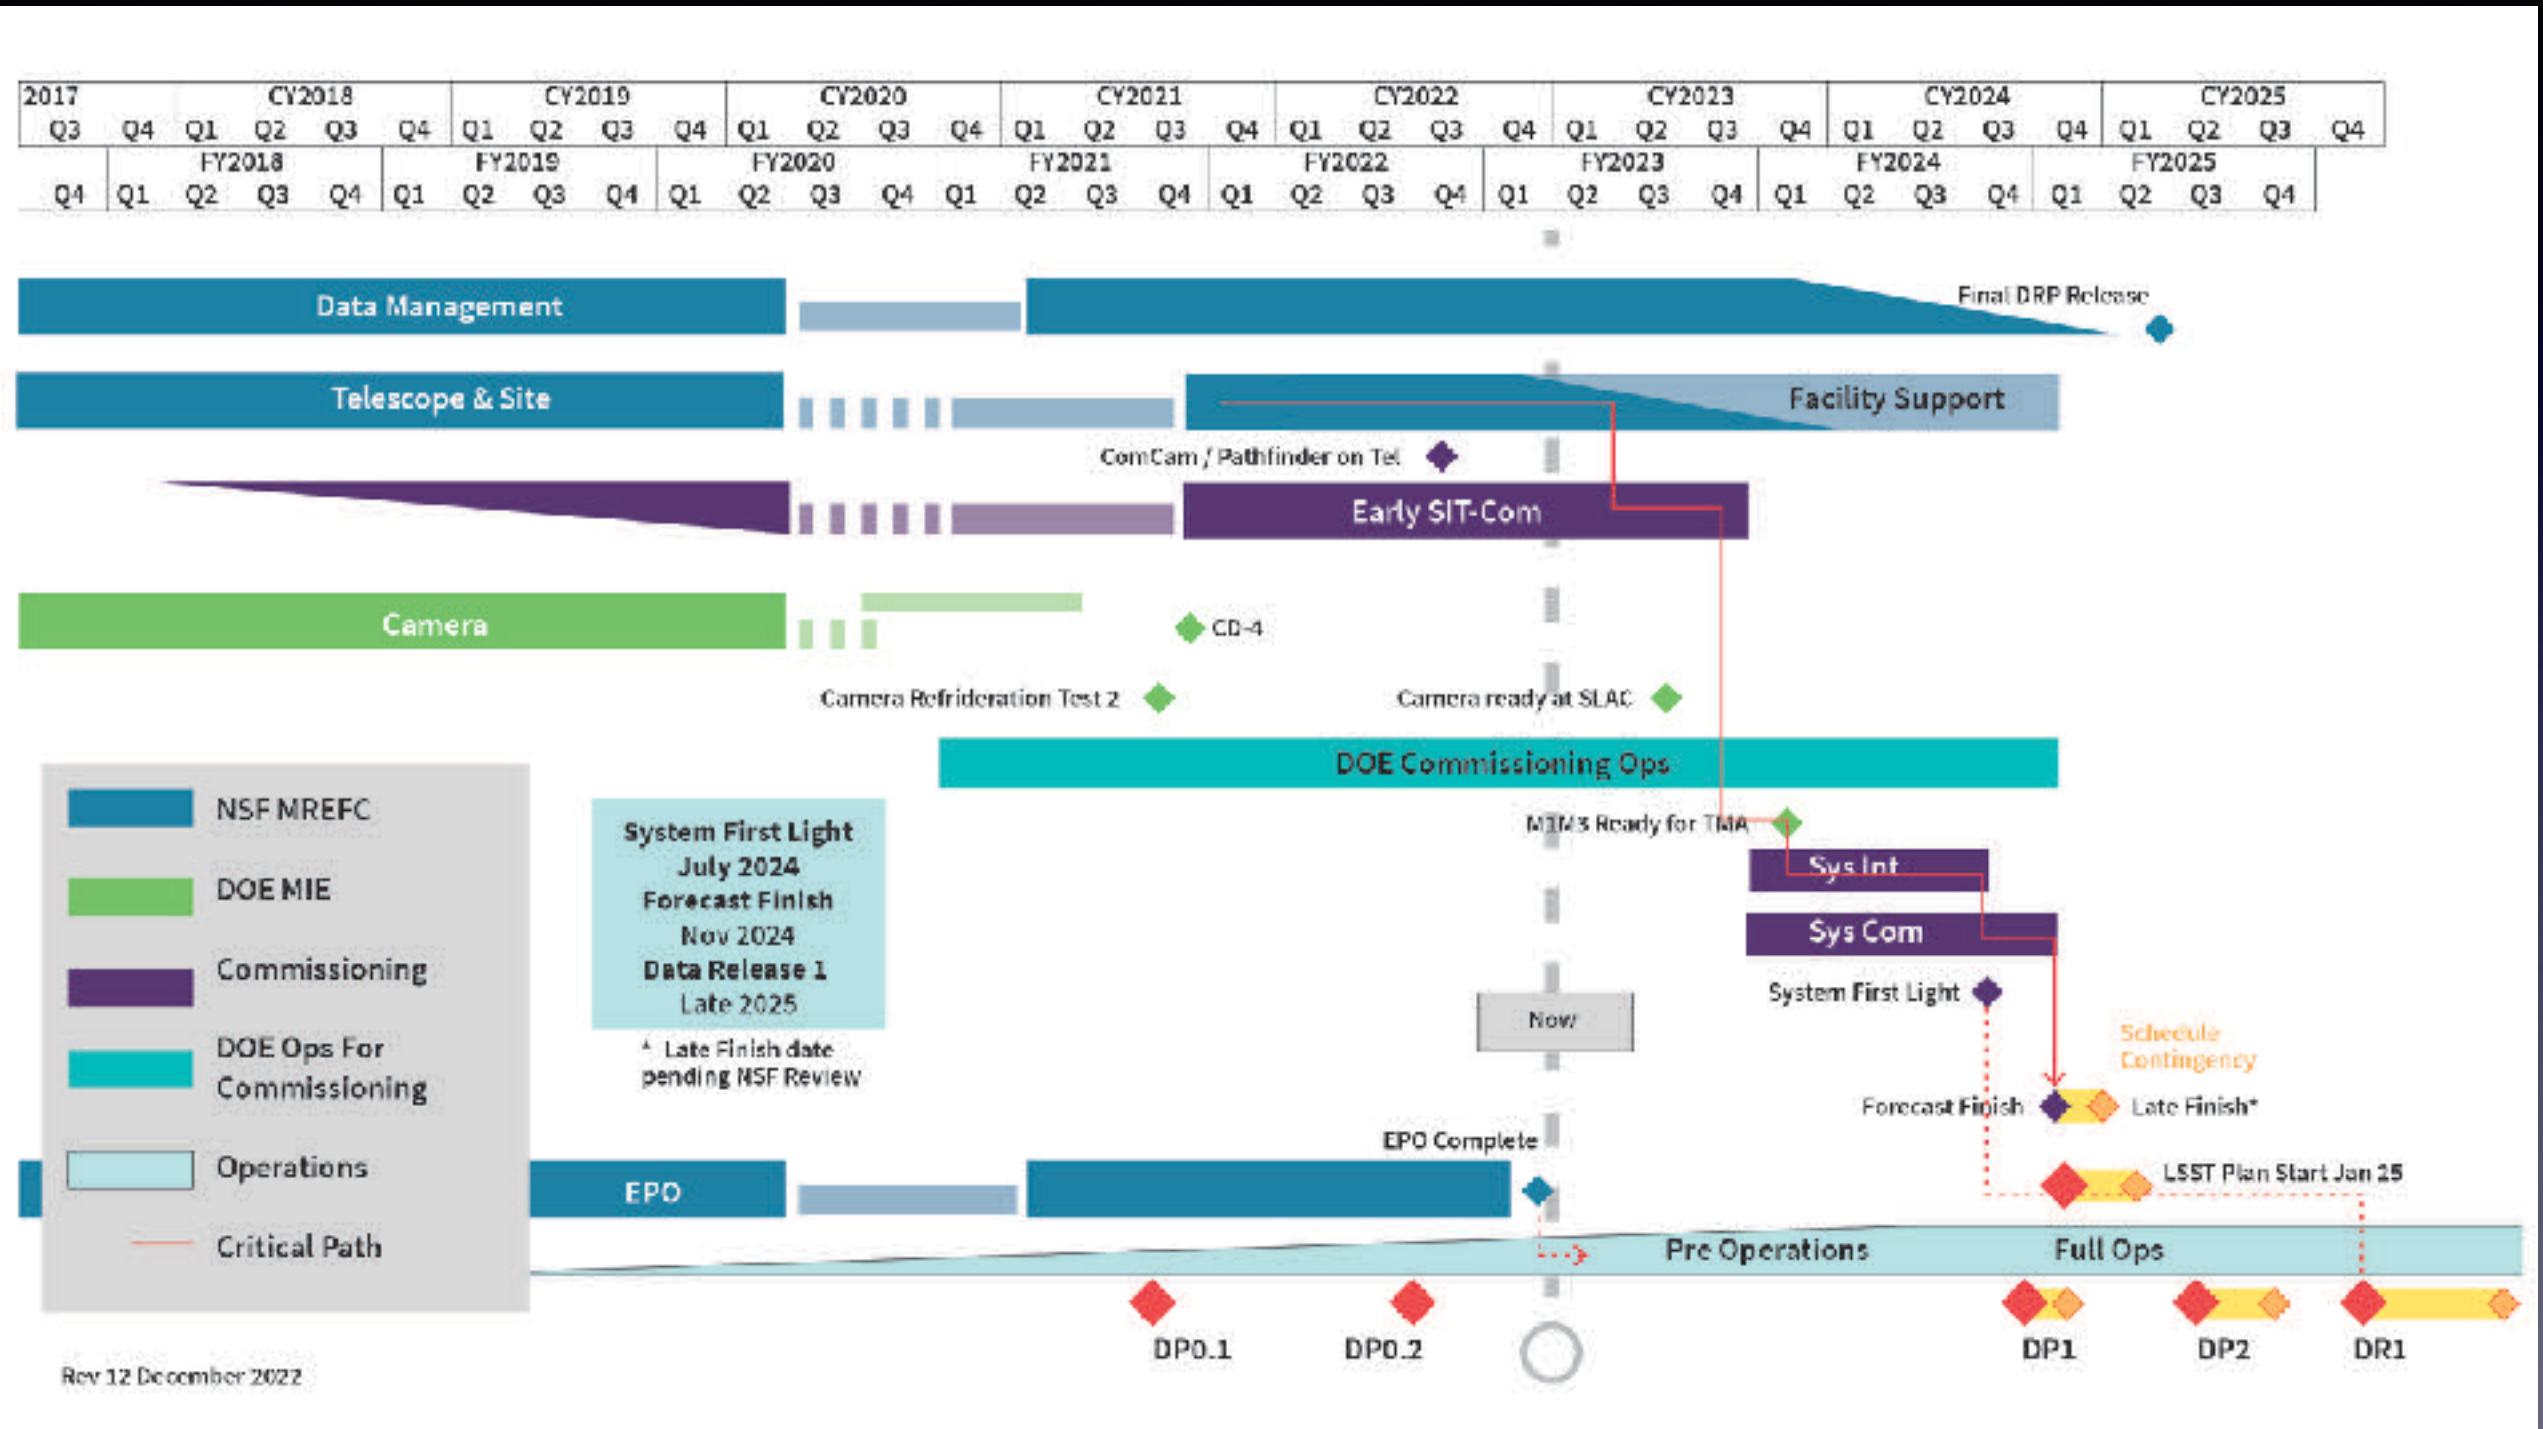 2017 CY2018 CY2019 CY2020 CY2021 CY2022 CY2023 CY2024 CY2025
Q3 Q4 Q1 Q2 Q3 Q4 Q1 Q2 Q3 Q4 Q1 Q2 Q3 Q4 Q1 Q2 Q3 Q4 Q1 Q2 Q3 Q4 Q1 Q2 Q3 Q4 Q1 Q2 Q3 Q4 Q1 Q2 Q3 Q4
FY2018 FY2019 FY2020 FY2021 FY2022 FY2023 FY2024 FY2025
Q4 Q1 Q2 Q3 Q4 Q1 Q2 Q3 Q4 Q1 Q2 Q3 Q4 Q1 Q2 Q3 Q4 Q1 Q2 Q3 Q4 Q1 Q2 Q3 Q4 Q1 Q2 Q3 Q4 Q1 Q2 Q3 Q4
Data Management
Final DRP Release
Telescope & Site
Facility Support
ComCam / Pathfinder on Tel
Early SIT-Com
Camera
CD-4
Camera Refrideration Test 2
Camera ready at SLAC
DOE Commissioning Ops
M1M3 Ready for TMA
Sys Int
Sys Com
System First Light
NSF MREFC
DOE MIE
Commissioning
DOE Ops For
Commissioning
Operations
Critical Path
System First Light
July 2024
Forecast Finish
Nov 2024
Data Release 1
Late 2025
* Late Finish date
pending NSF Review
Now
Schedule
Contingency
Forecast Finish
Late Finish*
EPO Complete
EPO
LSST Plan Start Jan 25
Pre Operations
Full Ops
DP0.1
DP0.2
DP1
DP2
DR1
Rev 12 December 2022